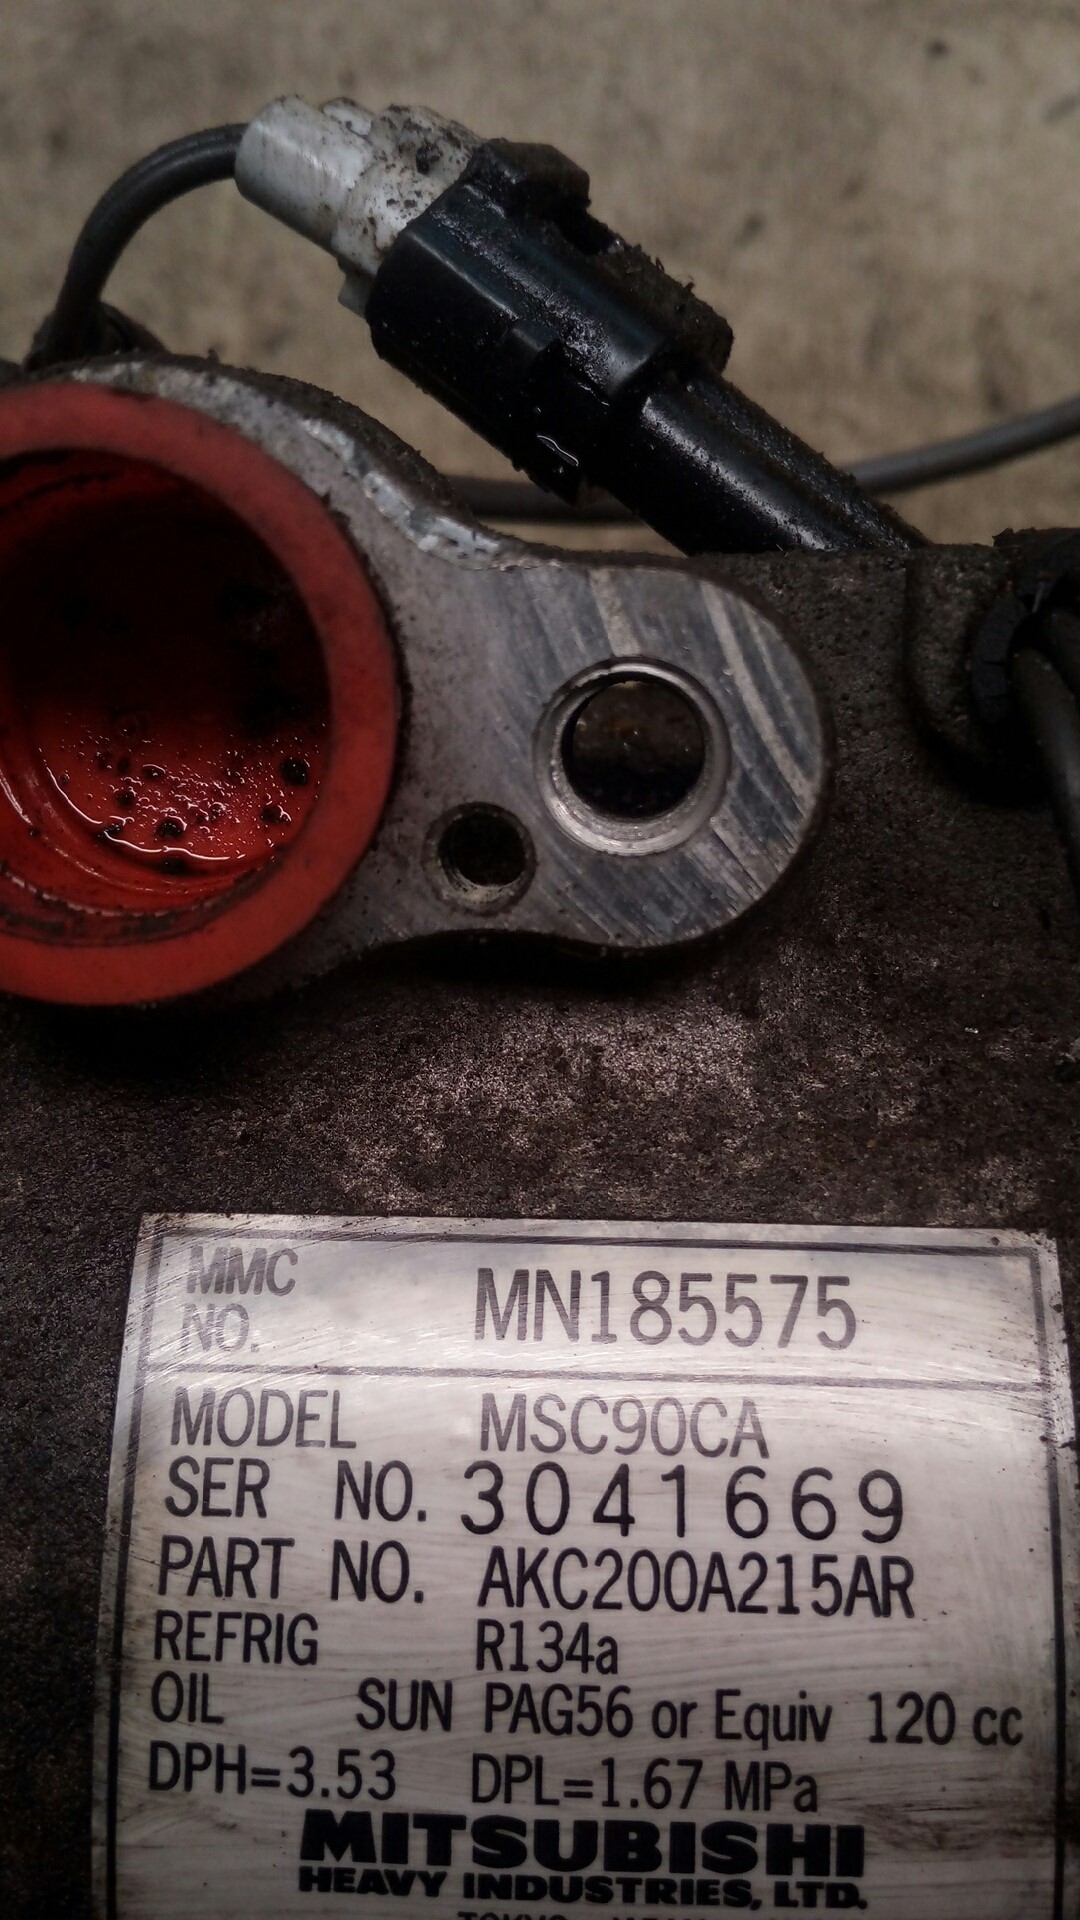 MMC NO. MN185575
MODEL MSC90CA
SER NO. 3041669
PART NO. AKC200A215AR
REFRIG R134a
OIL SUN PAG56 or Equiv 120 cc
DPH=3.53 DPL=1.67 MPa
MITSUBISHI
HEAVY INDUSTRIES, LTD.